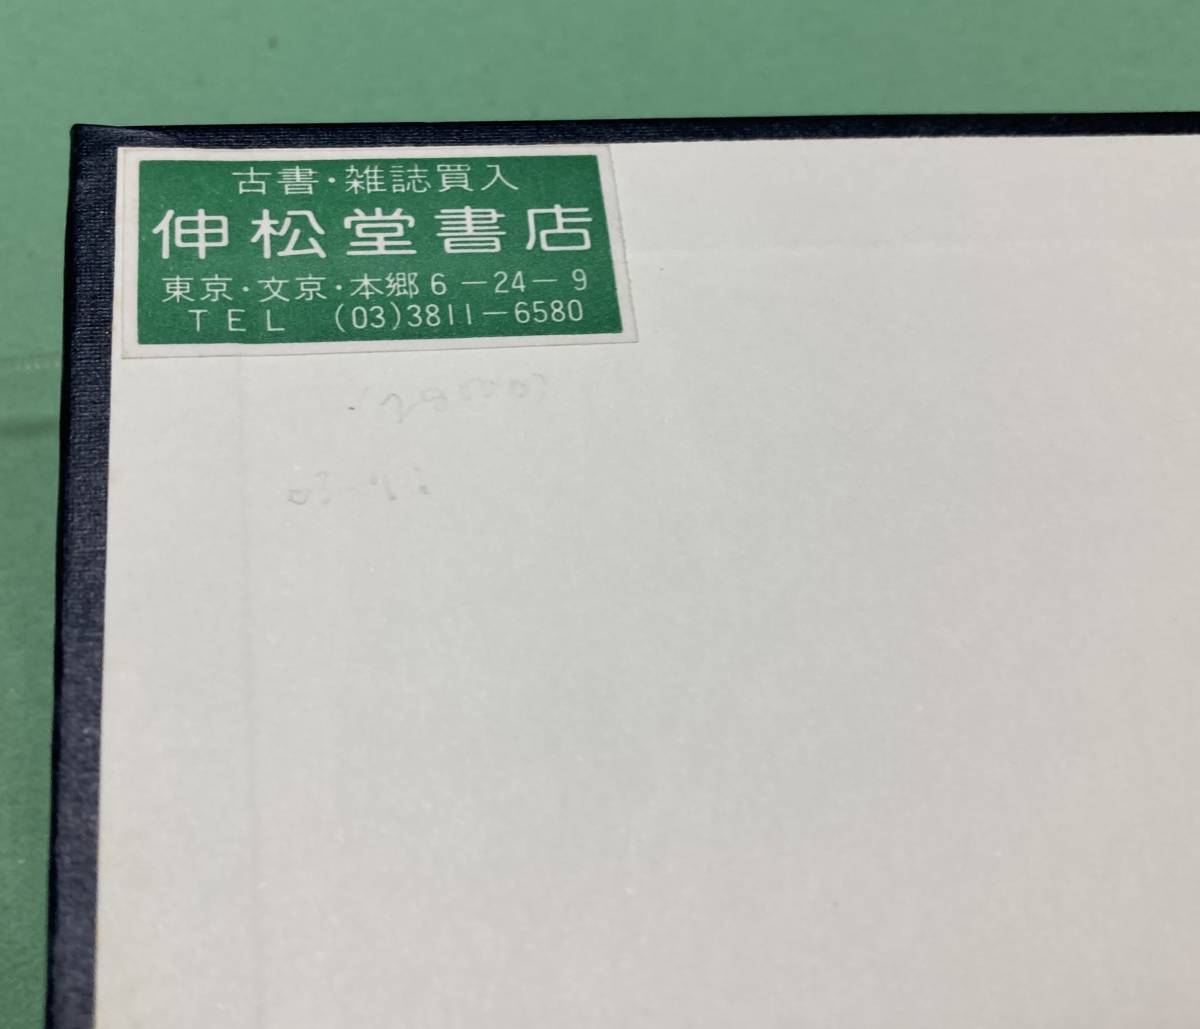 古書・雑誌買入
伸松堂書店
東京・文京・本郷6-24-9
TEL (03)3811-6580